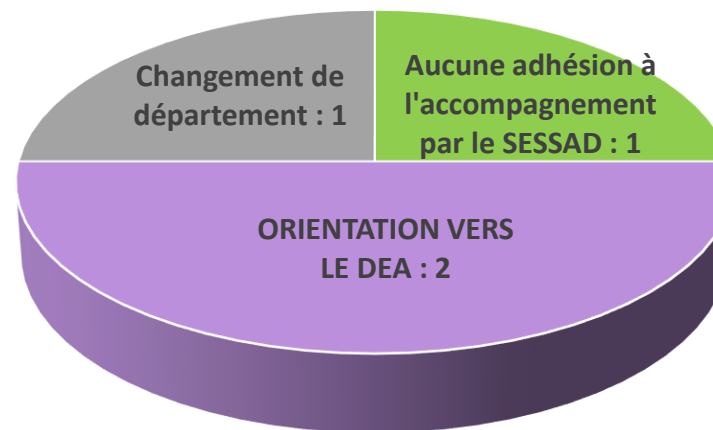 Changement de
département : 1
Aucune adhésion à
l'accompagnement
par le SESSAD : 1
ORIENTATION VERS
LE DEA : 2